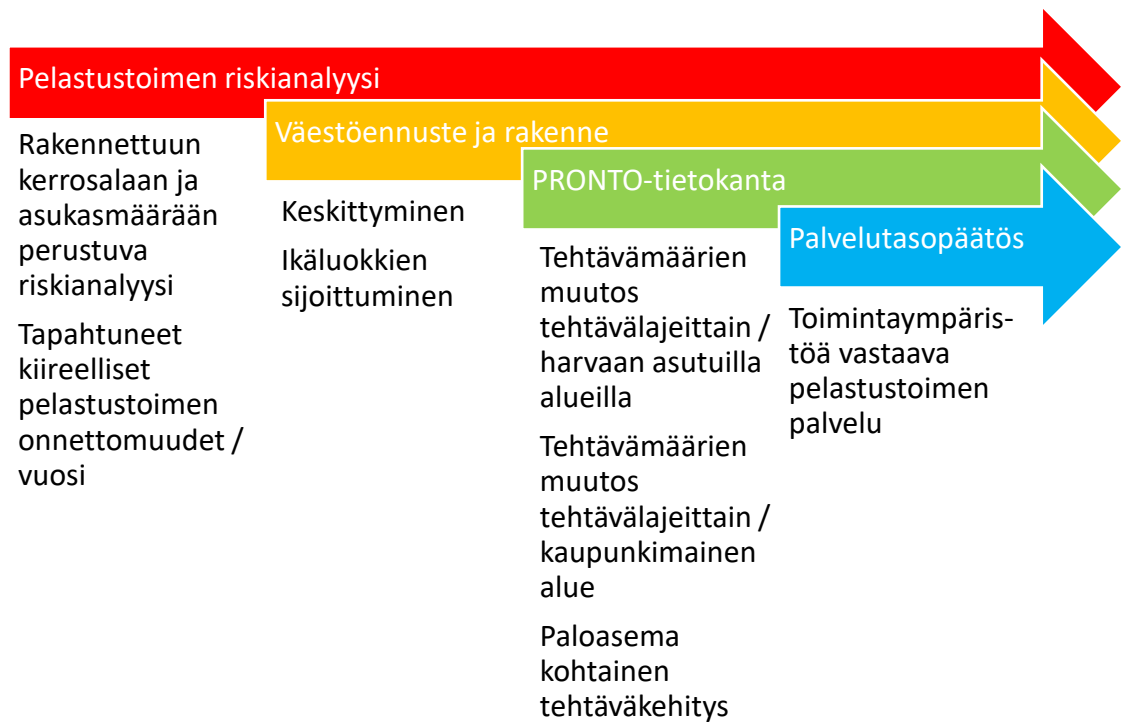 Pelastustoimen riskianalyysi
Rakennettuun
kerrosalaan ja
asukasmäärään
perustuva
riskianalyysi
Tapahtuneet
kiireelliset
pelastustoimen
onnettomuudet /
vuosi
Väestöennuste ja rakenne
Keskittyminen
Ikäluokkien
sijoittuminen
PRONTO-tietokanta
Tehtävämäärien
muutos
tehtävälajeittain /
harvaan asutuilla
alueilla
Tehtävämäärien
muutos
tehtävälajeittain /
kaupunkimainen
alue
Paloasema
kohtainen
tehtäväkehitys
Palvelutasopäätös
Toimintaympäris-
töä vastaava
pelastustoimen
palvelu